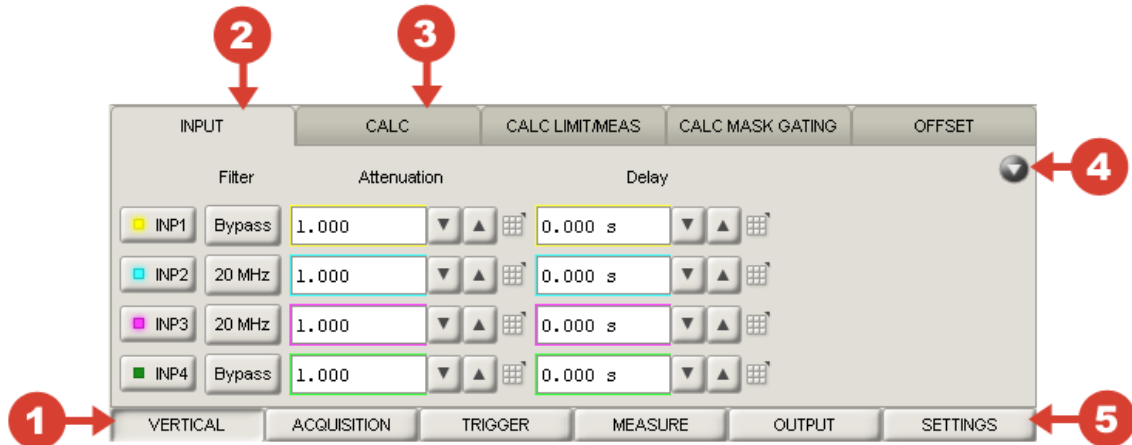 2 3
INPUT CALC CALC LIMIT/MEAS CALC MASK GATING OFFSET
Filter Attenuation Delay 4
INP1 Bypass 1.000 0.000 s
INP2 20 MHz 1.000 0.000 s
INP3 20 MHz 1.000 0.000 s
INP4 Bypass 1.000 0.000 s
1 VERTICAL ACQUISITION TRIGGER MEASURE OUTPUT SETTINGS 5